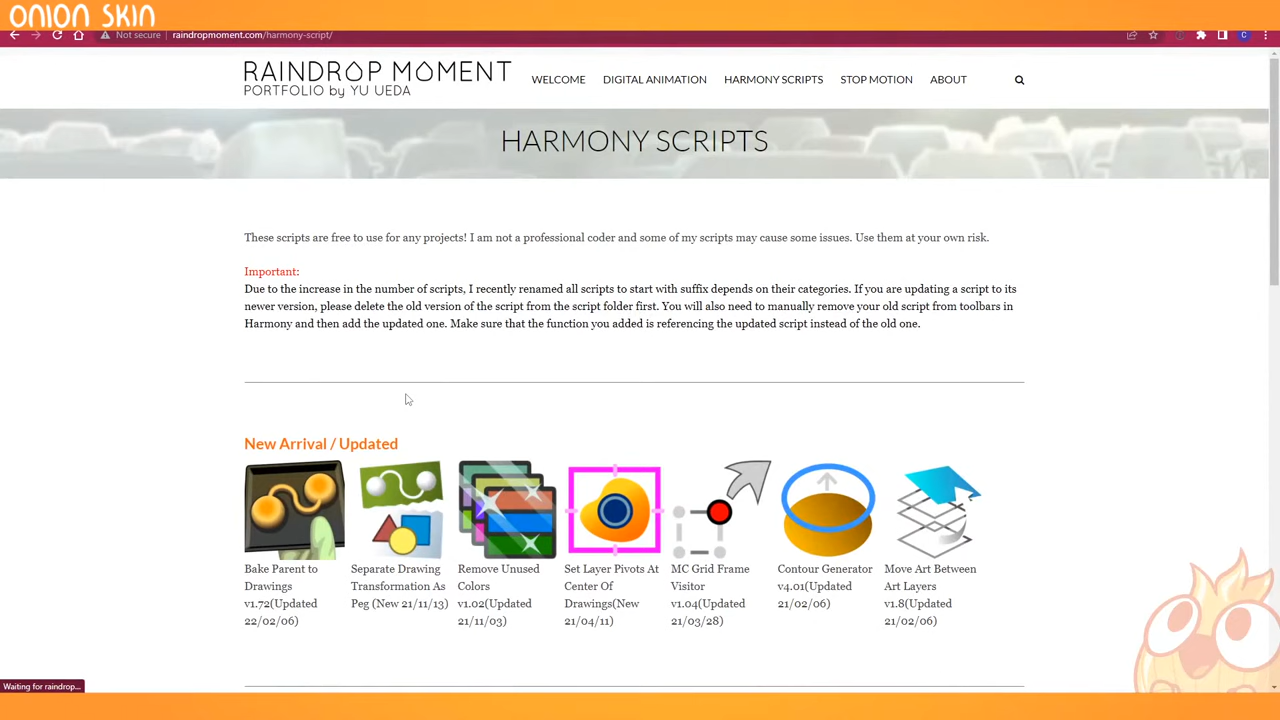 ONION SKIN
Not secure | raindropmoment.com/harmony-script/
RAINDROP MOMENT
PORTFOLIO by YU UEDA
WELCOME DIGITAL ANIMATION HARMONY SCRIPTS STOP MOTION ABOUT
HARMONY SCRIPTS
These scripts are free to use for any projects! I am not a professional coder and some of my scripts may cause some issues. Use them at your own risk.
Important:
Due to the increase in the number of scripts, I recently renamed all scripts to start with suffix depends on their categories. If you are updating a script to its
newer version, please delete the old version of the script from the script folder first. You will also need to manually remove your old script from toolbars in
Harmony and then add the updated one. Make sure that the function you added is referencing the updated script instead of the old one.
New Arrival / Updated
Bake Parent to
Drawings
v1.72(Updated
22/02/06)
Separate Drawing
Transformation As
Peg (New 21/11/13)
Remove Unused
Colors
v1.02(Updated
21/11/03)
Set Layer Pivots At
Center Of
Drawings(New
21/04/11)
MC Grid Frame
Visitor
v1.04(Updated
21/03/28)
Contour Generator
v4.01(Updated
21/02/06)
Move Art Between
Art Layers
v1.8(Updated
21/02/06)
Waiting for raindrop...